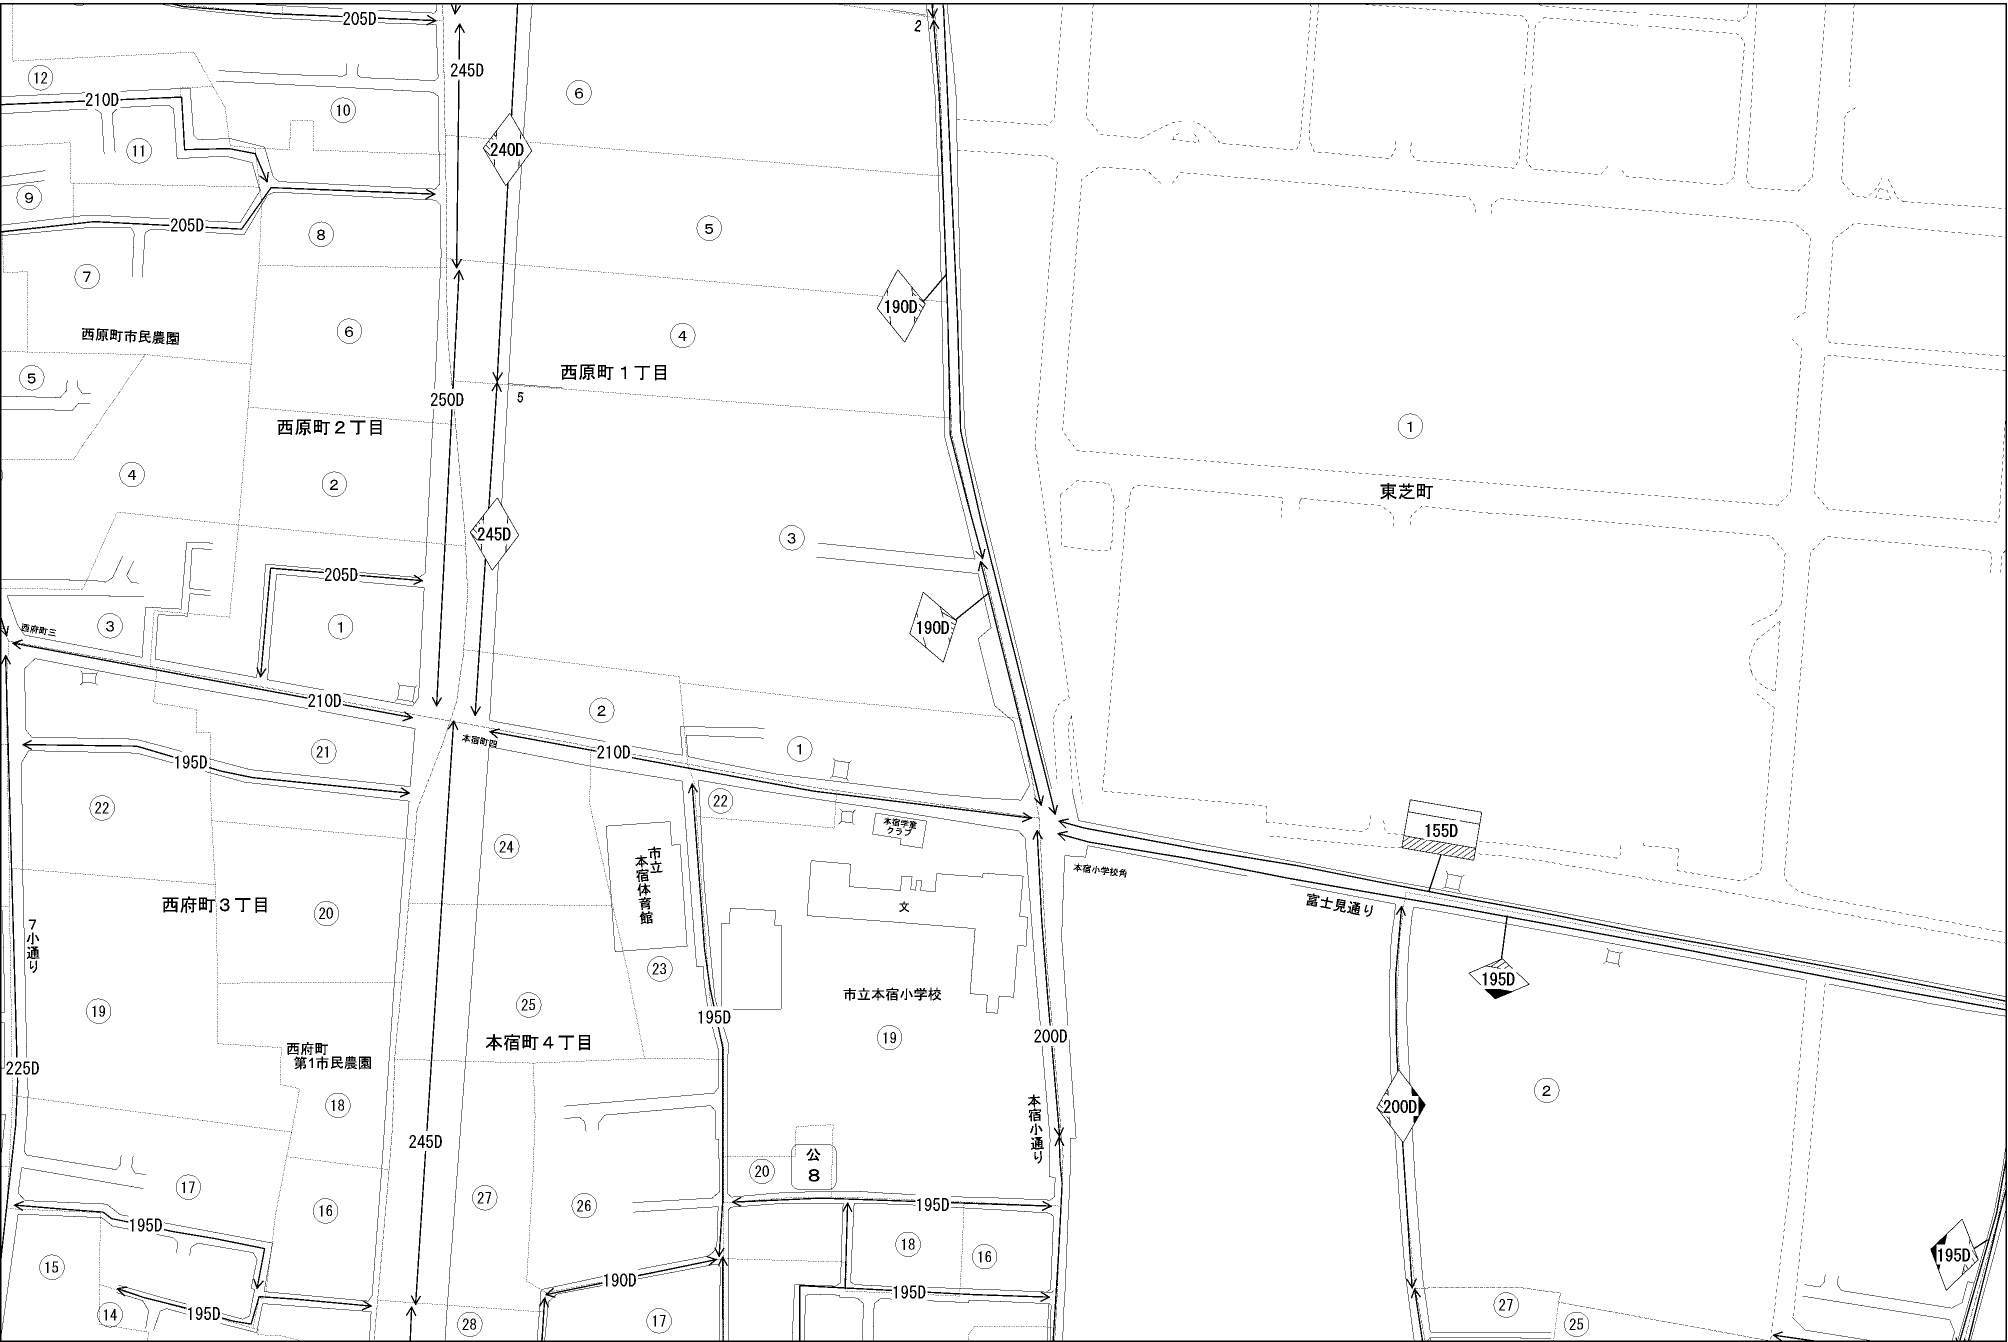 205D
2
245D
12
210D
6
10
240D
11
9
205D
8
5
7
190D
西原町市民農園
6
4
5
西原町1丁目
250D
5
西原町2丁目
1
4
2
東芝町
245D
3
205D
190D
3
西府町三
1
210D
2
本宿町四
21
210D
1
195D
22
22
本宿学童
クラブ
155D
24
市立
本宿体育館
本宿小学校角
西府町3丁目
20
文
富士見通り
7小通り
23
195D
19
25
市立本宿小学校
195D
本宿町4丁目
19
200D
西府町
第1市民農園
225D
18
2
200D
本宿小通り
245D
公
8
20
17
27
26
195D
16
195D
18
16
195D
15
190D
195D
14
195D
28
17
27
25